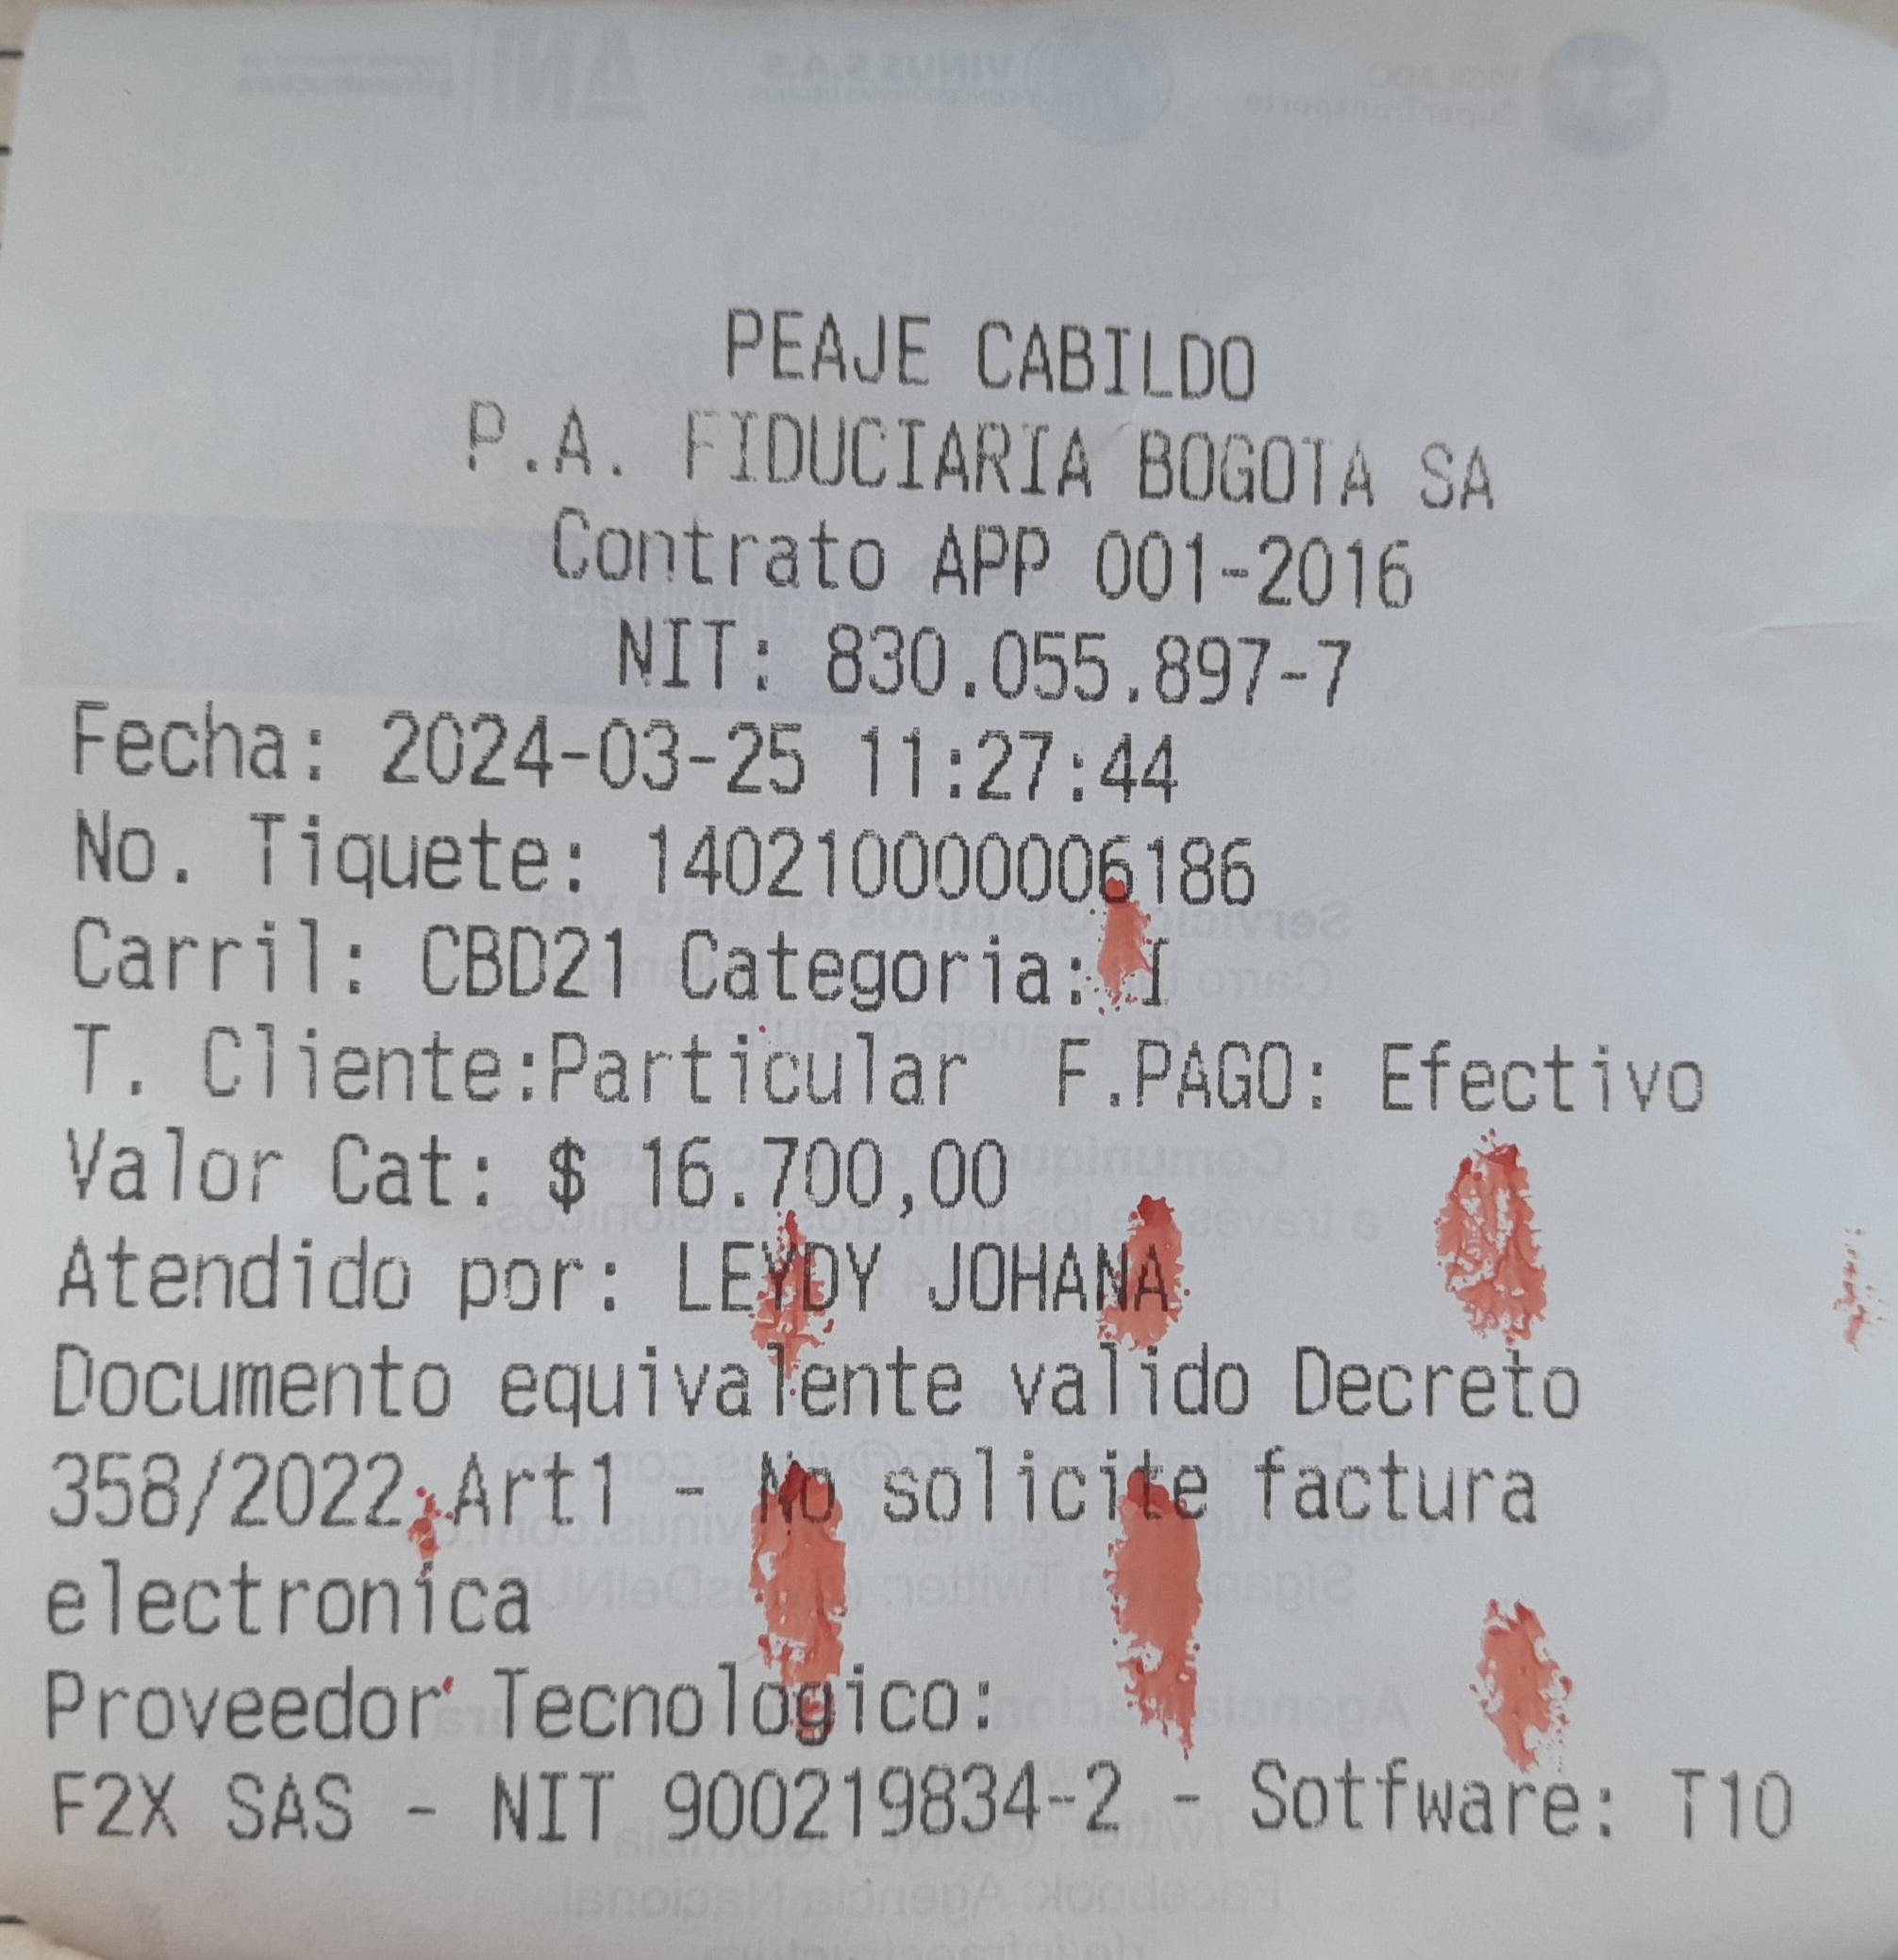 PEAJE CABILDO
P.A. FIDUCIARIA BOGOTA SA
Contrato APP 001-2016
NIT: 830.055.897-7
Fecha: 2024-03-25 11:27:44
No. Tiquete: 140210000006186
Carril: CBD21 Categoria: I
T. Cliente:Particular F.PAGO: Efectivo
Valor Cat: $ 16.700,00
Atendido por: LEYDY JOHANA
Documento equivalente valido Decreto
358/2022 Art1 - No solicite factura
electronica
Proveedor Tecnologico:
F2X SAS - NIT 900219834-2 - Sotfware: T10